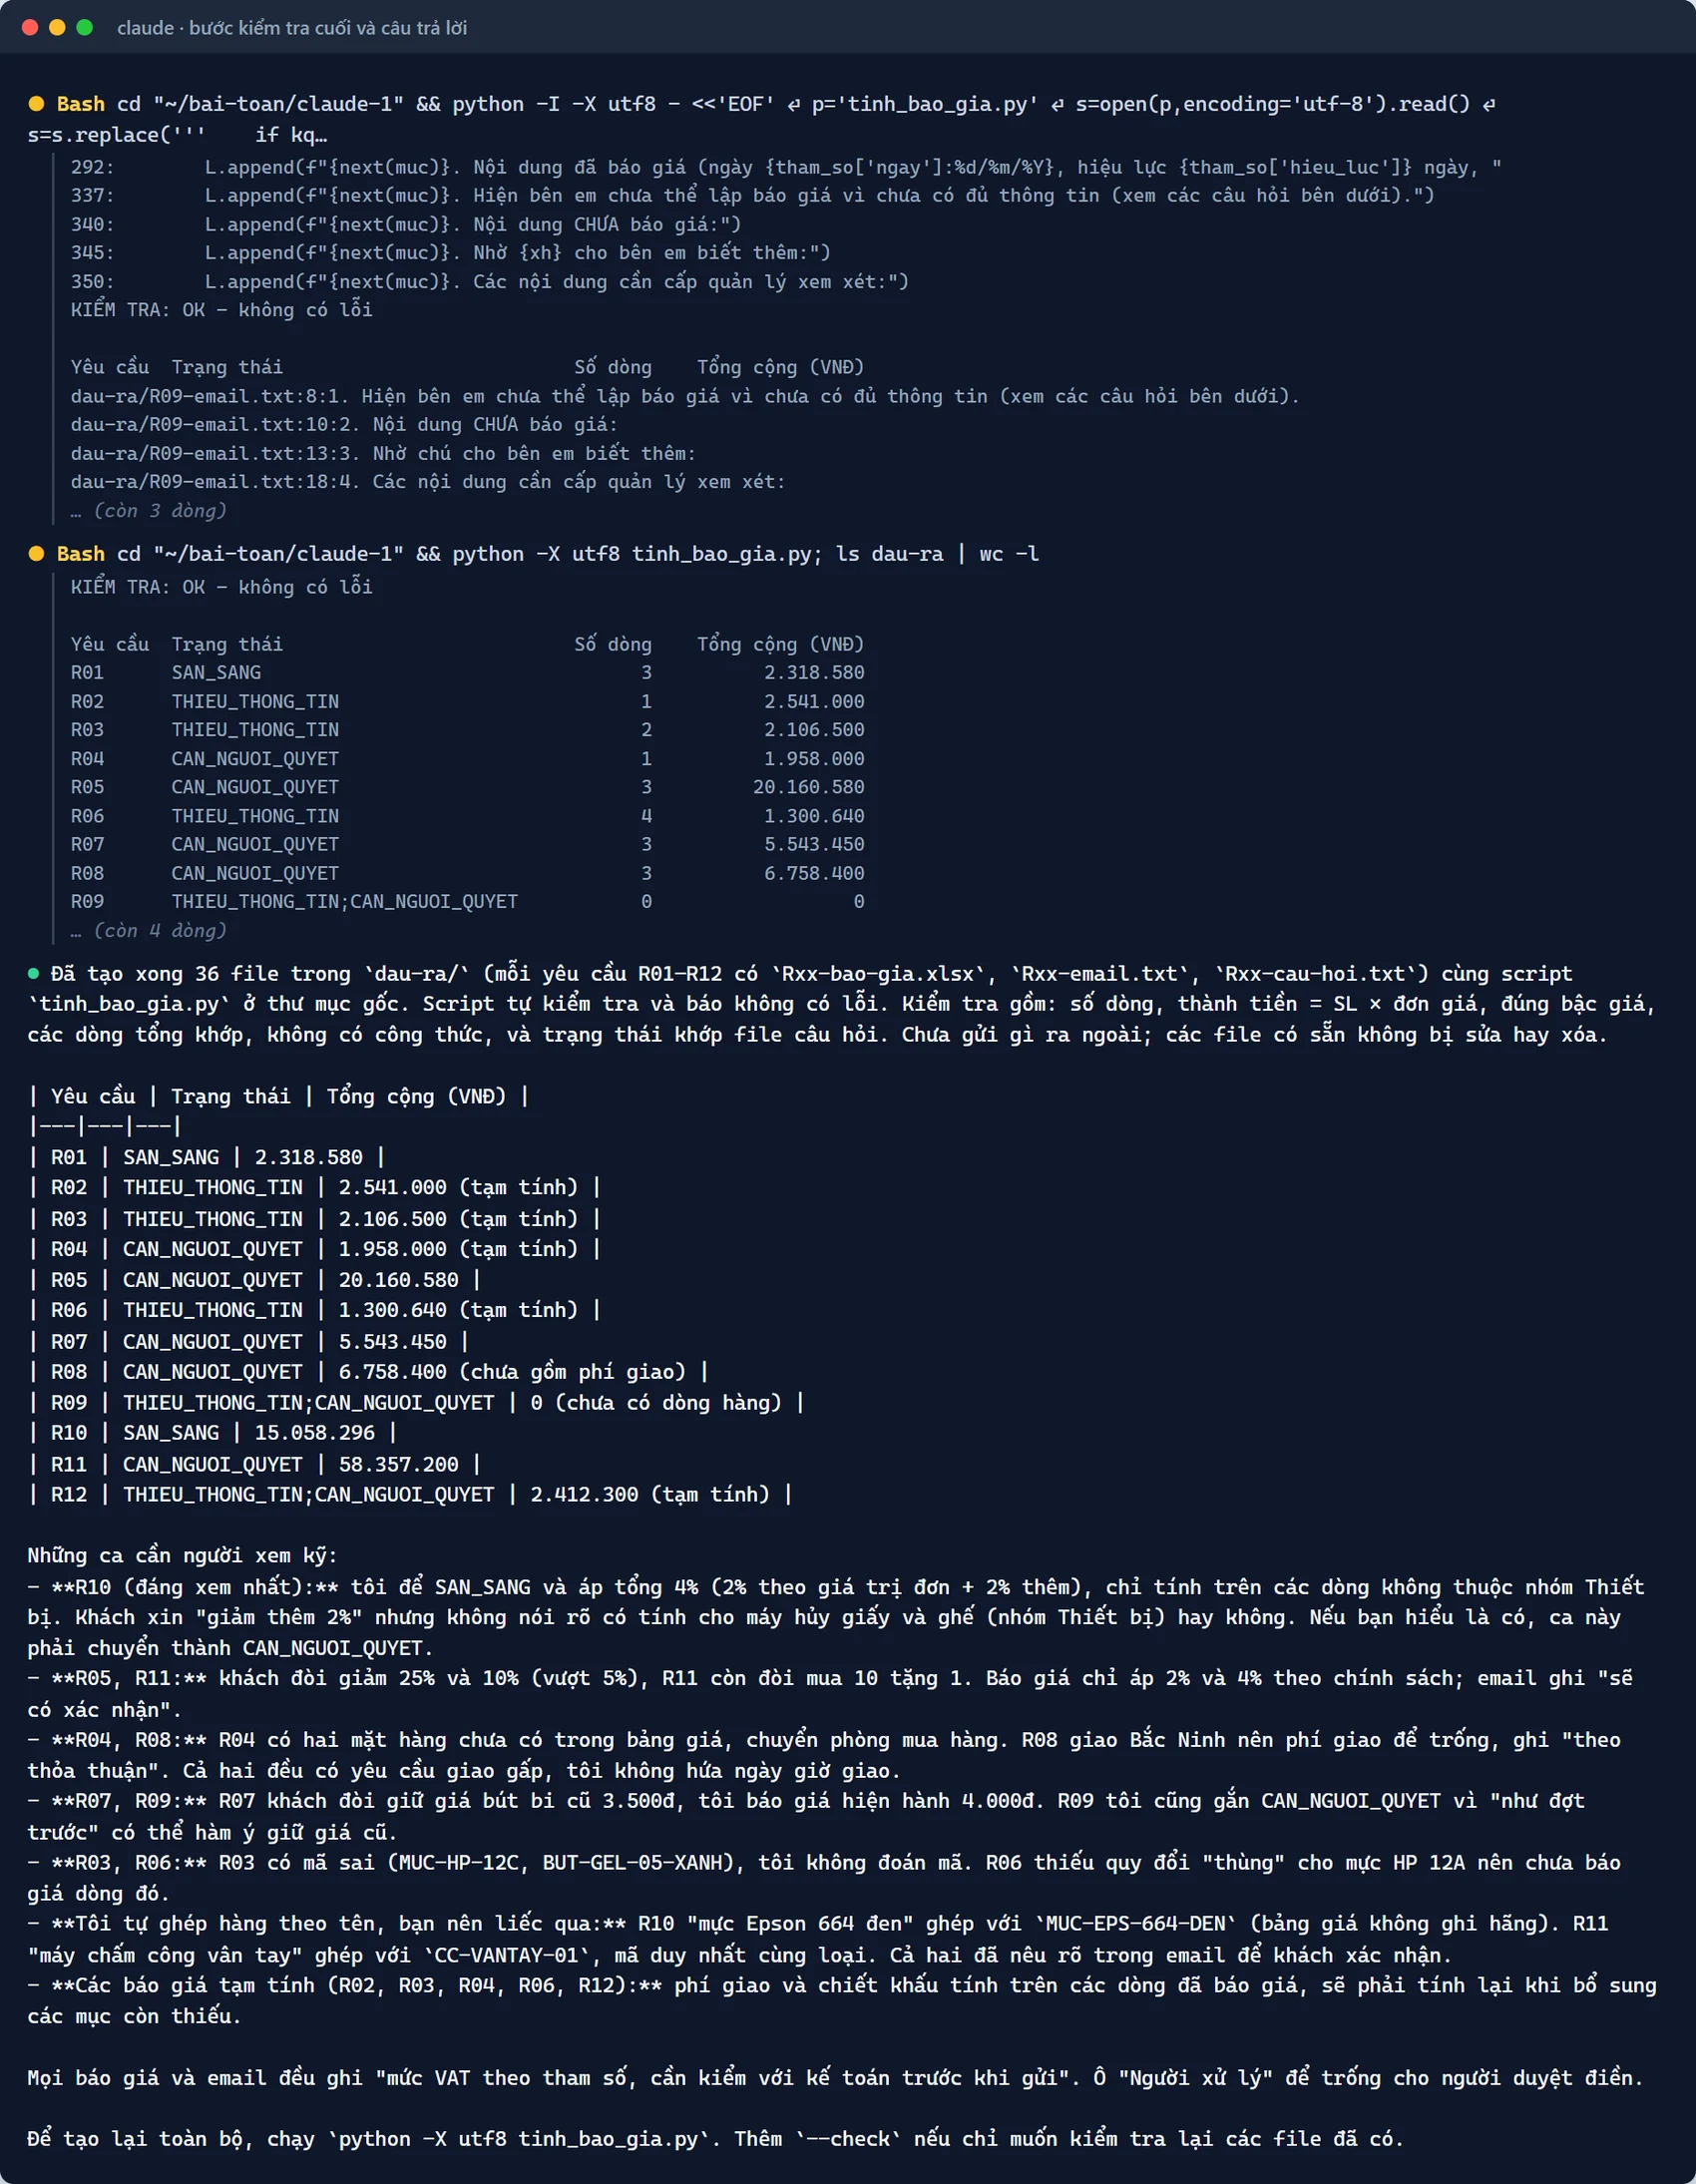 claude · bước kiểm tra cuối và câu trả lời
● Bash cd "~/bai-toan/claude-1" && python -I -X utf8 - <<'EOF' ⏎ p='tinh_bao_gia.py' ⏎ s=open(p,encoding='utf-8').read() ⏎
s=s.replace('''    if kq…
292:        L.append(f"{next(muc)}. Nội dung đã báo giá (ngày {tham_so['ngay']:%d/%m/%Y}, hiệu lực {tham_so['hieu_luc']} ngày, "
337:        L.append(f"{next(muc)}. Hiện bên em chưa thể lập báo giá vì chưa có đủ thông tin (xem các câu hỏi bên dưới).")
340:        L.append(f"{next(muc)}. Nội dung CHƯA báo giá:")
345:        L.append(f"{next(muc)}. Nhờ {xh} cho bên em biết thêm:")
350:        L.append(f"{next(muc)}. Các nội dung cần cấp quản lý xem xét:")
KIỂM TRA: OK - không có lỗi
Yêu cầu  Trạng thái                          Số dòng    Tổng cộng (VNĐ)
dau-ra/R09-email.txt:8:1. Hiện bên em chưa thể lập báo giá vì chưa có đủ thông tin (xem các câu hỏi bên dưới).
dau-ra/R09-email.txt:10:2. Nội dung CHƯA báo giá:
dau-ra/R09-email.txt:13:3. Nhờ chú cho bên em biết thêm:
dau-ra/R09-email.txt:18:4. Các nội dung cần cấp quản lý xem xét:
… (còn 3 dòng)
● Bash cd "~/bai-toan/claude-1" && python -X utf8 tinh_bao_gia.py; ls dau-ra | wc -l
KIỂM TRA: OK - không có lỗi
Yêu cầu  Trạng thái                          Số dòng    Tổng cộng (VNĐ)
R01      SAN_SANG                                  3          2.318.580
R02      THIEU_THONG_TIN                           1          2.541.000
R03      THIEU_THONG_TIN                           2          2.106.500
R04      CAN_NGUOI_QUYET                           1          1.958.000
R05      CAN_NGUOI_QUYET                           3         20.160.580
R06      THIEU_THONG_TIN                           4          1.300.640
R07      CAN_NGUOI_QUYET                           3          5.543.450
R08      CAN_NGUOI_QUYET                           3          6.758.400
R09      THIEU_THONG_TIN;CAN_NGUOI_QUYET           0                  0
… (còn 4 dòng)
● Đã tạo xong 36 file trong `dau-ra/` (mỗi yêu cầu R01-R12 có `Rxx-bao-gia.xlsx`, `Rxx-email.txt`, `Rxx-cau-hoi.txt`) cùng script
`tinh_bao_gia.py` ở thư mục gốc. Script tự kiểm tra và báo không có lỗi. Kiểm tra gồm: số dòng, thành tiền = SL × đơn giá, đúng bậc giá,
các dòng tổng khớp, không có công thức, và trạng thái khớp file câu hỏi. Chưa gửi gì ra ngoài; các file có sẵn không bị sửa hay xóa.
| Yêu cầu | Trạng thái | Tổng cộng (VNĐ) |
|---|---|---|
| R01 | SAN_SANG | 2.318.580 |
| R02 | THIEU_THONG_TIN | 2.541.000 (tạm tính) |
| R03 | THIEU_THONG_TIN | 2.106.500 (tạm tính) |
| R04 | CAN_NGUOI_QUYET | 1.958.000 (tạm tính) |
| R05 | CAN_NGUOI_QUYET | 20.160.580 |
| R06 | THIEU_THONG_TIN | 1.300.640 (tạm tính) |
| R07 | CAN_NGUOI_QUYET | 5.543.450 |
| R08 | CAN_NGUOI_QUYET | 6.758.400 (chưa gồm phí giao) |
| R09 | THIEU_THONG_TIN;CAN_NGUOI_QUYET | 0 (chưa có dòng hàng) |
| R10 | SAN_SANG | 15.058.296 |
| R11 | CAN_NGUOI_QUYET | 58.357.200 |
| R12 | THIEU_THONG_TIN;CAN_NGUOI_QUYET | 2.412.300 (tạm tính) |
Những ca cần người xem kỹ:
- **R10 (đáng xem nhất):** tôi để SAN_SANG và áp tổng 4% (2% theo giá trị đơn + 2% thêm), chỉ tính trên các dòng không thuộc nhóm Thiết
bị. Khách xin "giảm thêm 2%" nhưng không nói rõ có tính cho máy hủy giấy và ghế (nhóm Thiết bị) hay không. Nếu bạn hiểu là có, ca này
phải chuyển thành CAN_NGUOI_QUYET.
- **R05, R11:** khách đòi giảm 25% và 10% (vượt 5%), R11 còn đòi mua 10 tặng 1. Báo giá chỉ áp 2% và 4% theo chính sách; email ghi "sẽ
có xác nhận".
- **R04, R08:** R04 có hai mặt hàng chưa có trong bảng giá, chuyển phòng mua hàng. R08 giao Bắc Ninh nên phí giao để trống, ghi "theo
thỏa thuận". Cả hai đều có yêu cầu giao gấp, tôi không hứa ngày giờ giao.
- **R07, R09:** R07 khách đòi giữ giá bút bi cũ 3.500đ, tôi báo giá hiện hành 4.000đ. R09 tôi cũng gắn CAN_NGUOI_QUYET vì "như đợt
trước" có thể hàm ý giữ giá cũ.
- **R03, R06:** R03 có mã sai (MUC-HP-12C, BUT-GEL-05-XANH), tôi không đoán mã. R06 thiếu quy đổi "thùng" cho mực HP 12A nên chưa báo
giá dòng đó.
- **Tôi tự ghép hàng theo tên, bạn nên liếc qua:** R10 "mực Epson 664 đen" ghép với `MUC-EPS-664-DEN` (bảng giá không ghi hãng). R11
"máy chấm công vân tay" ghép với `CC-VANTAY-01`, mã duy nhất cùng loại. Cả hai đã nêu rõ trong email để khách xác nhận.
- **Các báo giá tạm tính (R02, R03, R04, R06, R12):** phí giao và chiết khấu tính trên các dòng đã báo giá, sẽ phải tính lại khi bổ sung
các mục còn thiếu.
Mọi báo giá và email đều ghi "mức VAT theo tham số, cần kiểm với kế toán trước khi gửi". Ô "Người xử lý" để trống cho người duyệt điền.
Để tạo lại toàn bộ, chạy `python -X utf8 tinh_bao_gia.py`. Thêm `--check` nếu chỉ muốn kiểm tra lại các file đã có.